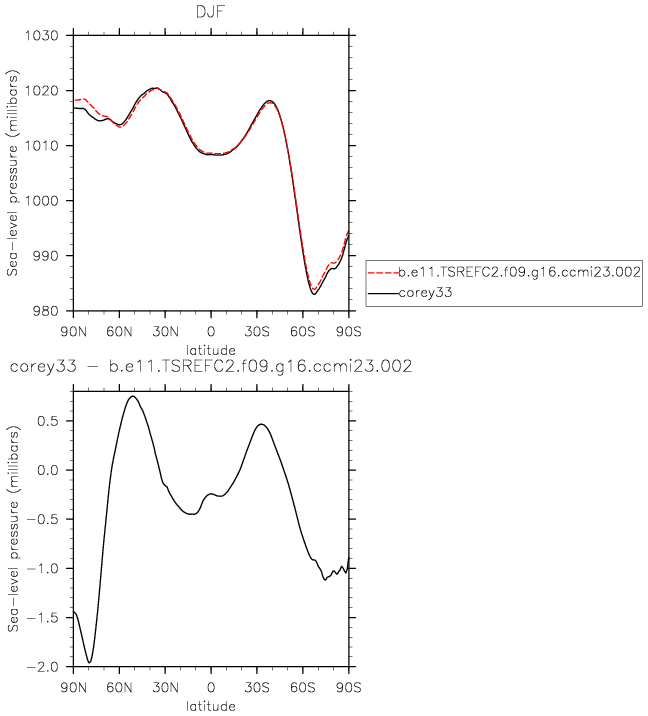 DJF
1030
1020
1010
1000
990
980
Sea-level pressure (millibars)
90N 60N 30N 0 30S 60S 90S
latitude
b.e11.TSREFC2.f09.g16.ccmi23.002
corey33
corey33 - b.e11.TSREFC2.f09.g16.ccmi23.002
0.5
0.0
-0.5
-1.0
-1.5
-2.0
Sea-level pressure (millibars)
90N 60N 30N 0 30S 60S 90S
latitude